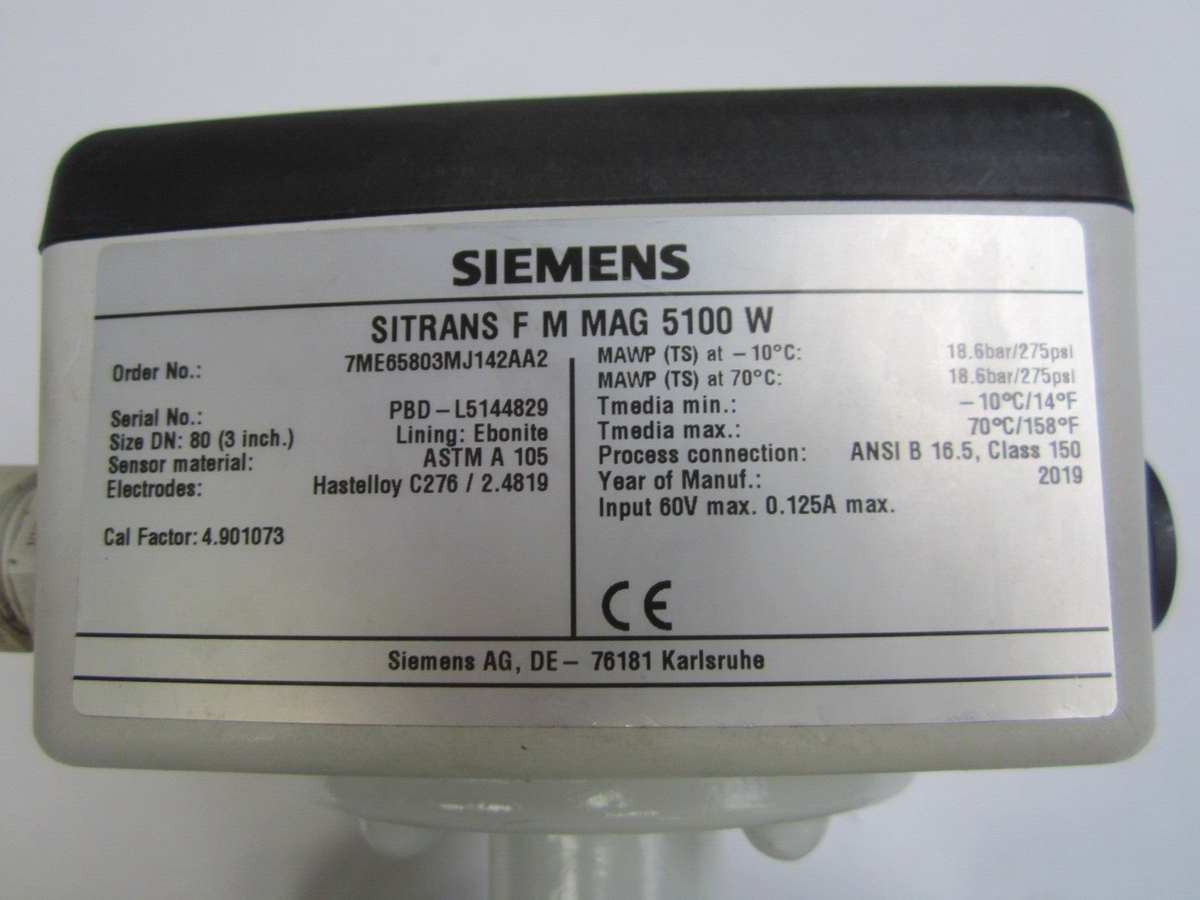 SIEMENS
SITRANS F M MAG 5100 W
Order No.: 7ME65803MJ142AA2
Serial No.: PBD-L5144829
Size DN: 80 (3 inch.) Lining: Ebonite
Sensor material: ASTM A 105
Electrodes: Hastelloy C276 / 2.4819
Cal Factor: 4.901073
MAWP (TS) at -10°C: 18.6bar/275psi
MAWP (TS) at 70°C: 18.6bar/275psi
Tmedia min.: -10°C/14°F
Tmedia max.: 70°C/158°F
Process connection: ANSI B 16.5, Class 150
Year of Manuf.: 2019
Input 60V max. 0.125A max.
CE
Siemens AG, DE- 76181 Karlsruhe